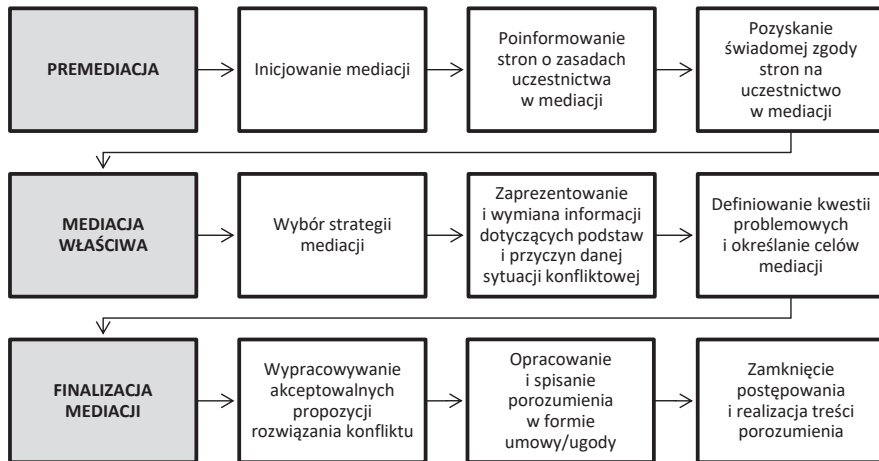 PREMEDIACJA
Inicjowanie mediacji
Poinformowanie
stron o zasadach
uczestnictwa
w mediacji
Pozyskanie
świadomej zgody
stron na
uczestnictwo
w mediacji
MEDIACJA
WŁAŚCIWA
Wybór strategii
mediacji
Zaprezentowanie
i wymiana informacji
dotyczących podstaw
i przyczyn danej
sytuacji konfliktowej
Definiowanie kwestii
problemowych
i określanie celów
mediacji
FINALIZACJA
MEDIACJI
Wypracowywanie
akceptowalnych
propozycji
rozwiązania konfliktu
Opracowanie
i spisanie
porozumienia
w formie
umowy/ugody
Zamknięcie
postępowania
i realizacja treści
porozumienia